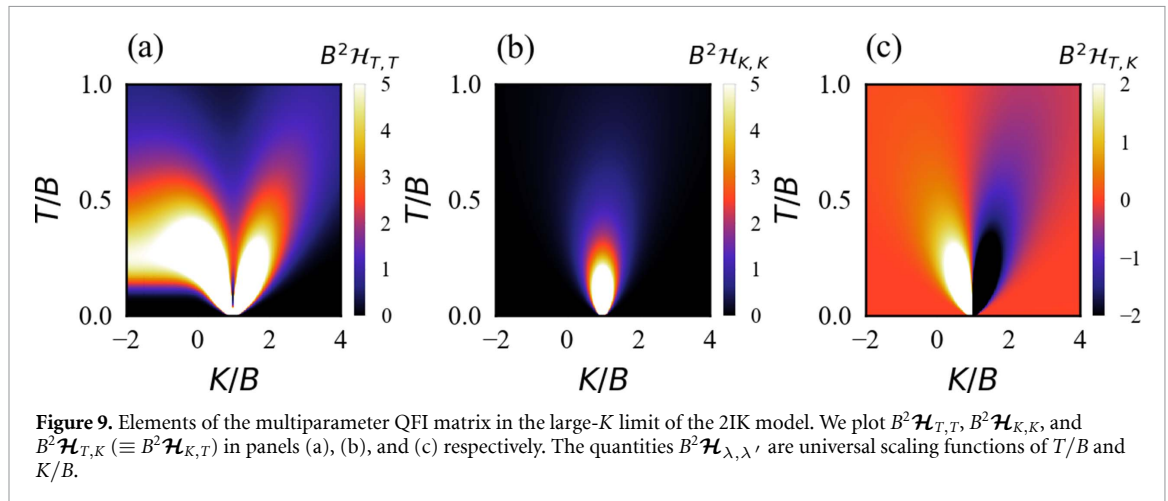 (a)
B²𝓗_{T,T}
(b)
B²𝓗_{K,K}
(c)
B²𝓗_{T,K}
T/B
1.0
0.5
0.0
−2 0 2 4
K/B
5
4
3
2
1
0
T/B
1.0
0.5
0.0
−2 0 2 4
K/B
5
4
3
2
1
0
T/B
1.0
0.5
0.0
−2 0 2 4
K/B
2
1
0
−1
−2
Figure 9. Elements of the multiparameter QFI matrix in the large-K limit of the 2IK model. We plot B²𝓗_{T,T}, B²𝓗_{K,K}, and
B²𝓗_{T,K} (≡ B²𝓗_{K,T}) in panels (a), (b), and (c) respectively. The quantities B²𝓗_{λ,λ′} are universal scaling functions of T/B and
K/B.